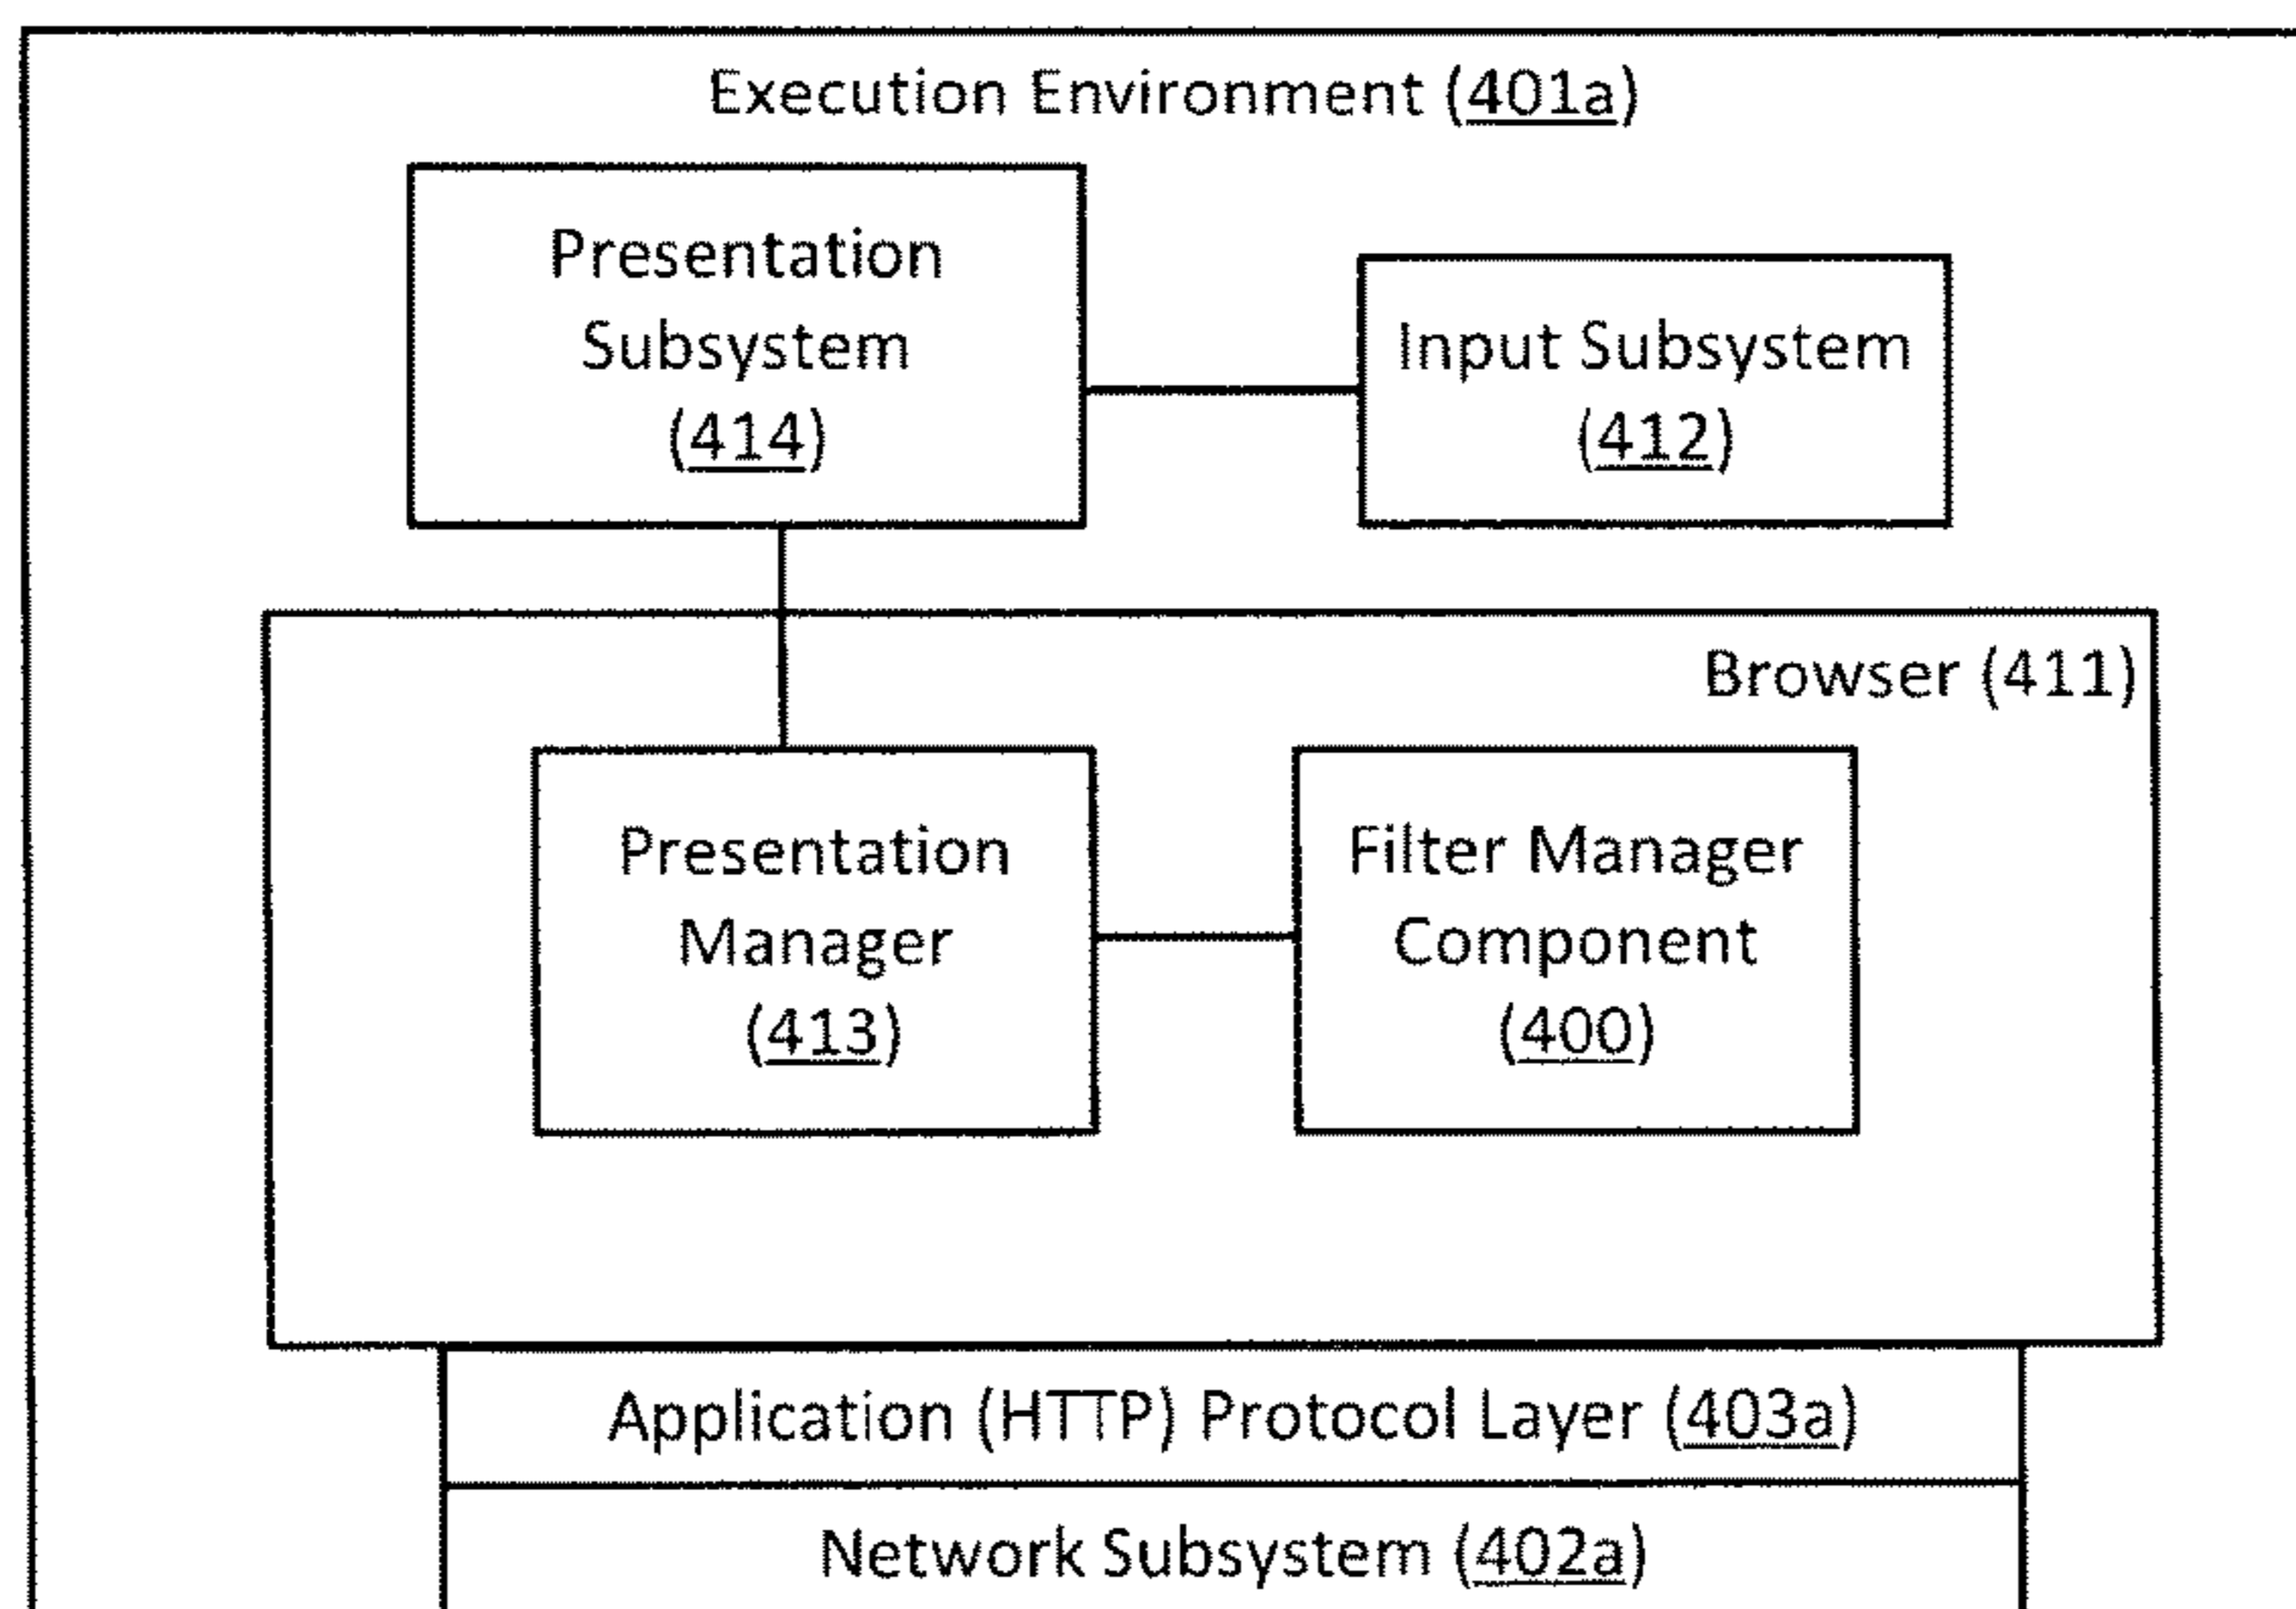 Execution Environment (401a)
Presentation
Subsystem
(414)
Input Subsystem
(412)
Browser (411)
Presentation
Manager
(413)
Filter Manager
Component
(400)
Application (HTTP) Protocol Layer (403a)
Network Subsystem (402a)